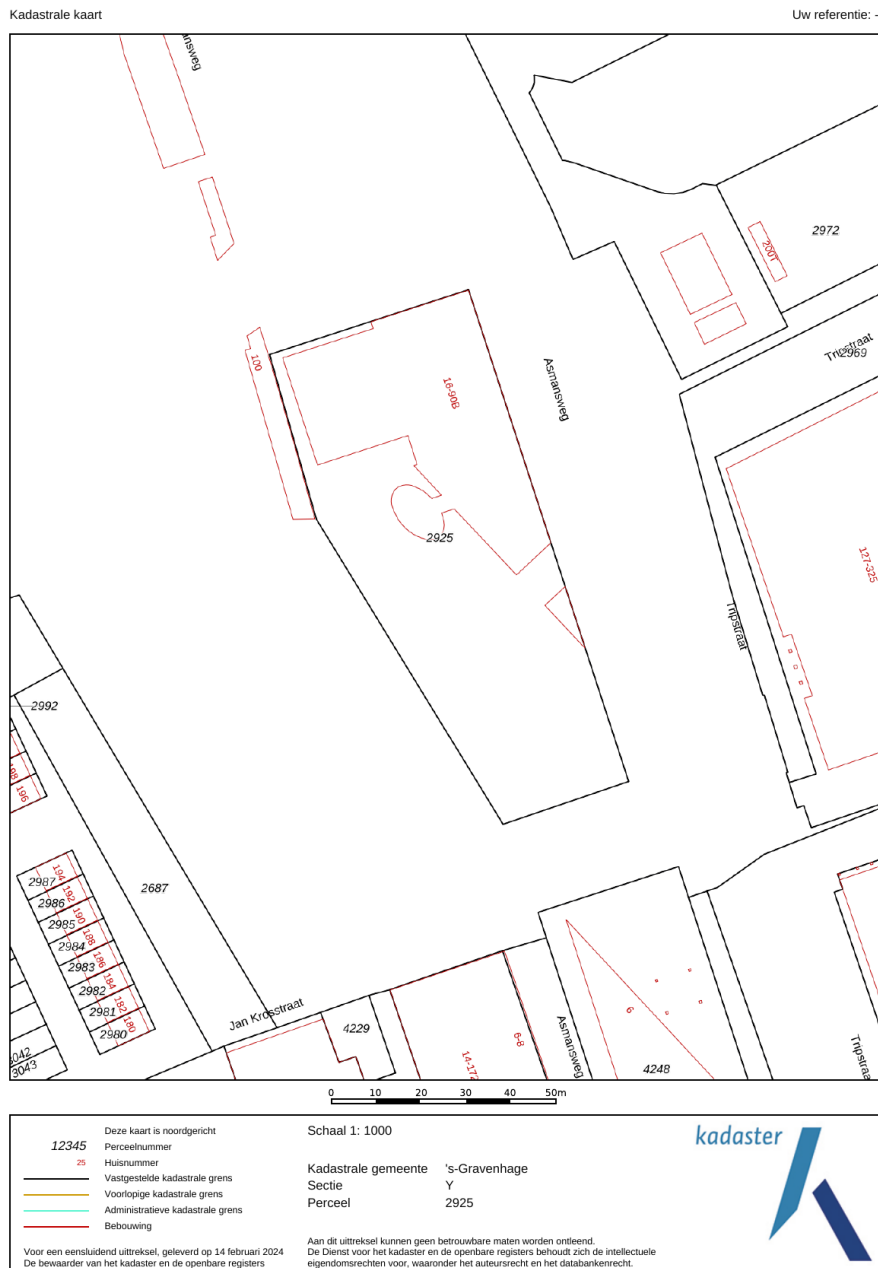 Kadastrale kaart
Uw referentie: -
answeg
2972
200T
Tripstraat
2969
100
16-90B
Asmansweg
2925
127-325
Tripstraat
2992
198
196
2987
194
2986
192
2985
190
2984
188
2983
186
2982
184
2981
182
2980
180
2687
3042
3043
Jan Krosstraat
4229
14-172
6-8
Asmansweg
6
4248
Tripstraa
0 10 20 30 40 50m
Deze kaart is noordgericht
12345 Perceelnummer
25 Huisnummer
Vastgestelde kadastrale grens
Voorlopige kadastrale grens
Administratieve kadastrale grens
Bebouwing
Voor een eensluidend uittreksel, geleverd op 14 februari 2024
De bewaarder van het kadaster en de openbare registers
Schaal 1: 1000
Kadastrale gemeente 's-Gravenhage
Sectie Y
Perceel 2925
Aan dit uittreksel kunnen geen betrouwbare maten worden ontleend.
De Dienst voor het kadaster en de openbare registers behoudt zich de intellectuele
eigendomsrechten voor, waaronder het auteursrecht en het databankenrecht.
kadaster